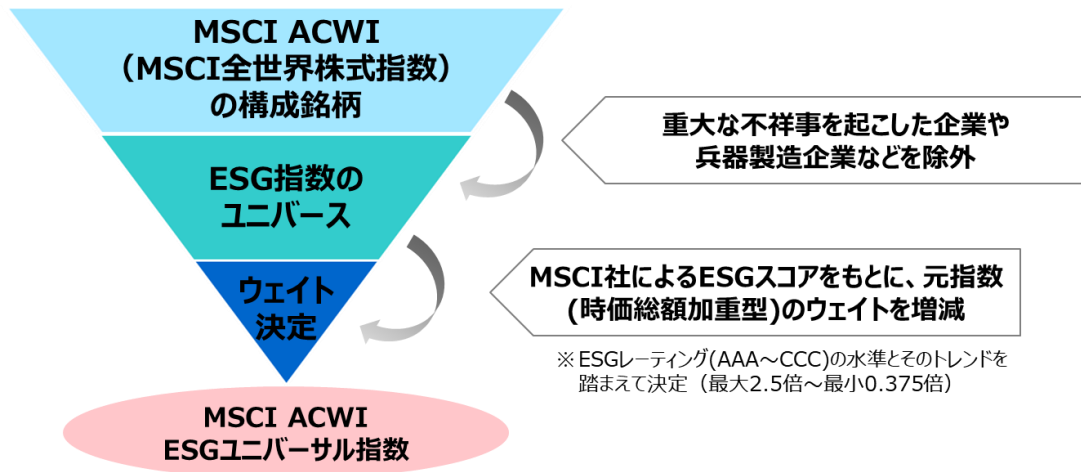 MSCI ACWI
（MSCI全世界株式指数）
の構成銘柄
重大な不祥事を起こした企業や
兵器製造企業などを除外
ESG指数の
ユニバース
MSCI社によるESGスコアをもとに、元指数
(時価総額加重型)のウェイトを増減
ウェイト
決定
※ESGレーティング(AAA～CCC)の水準とそのトレンドを
踏まえて決定（最大2.5倍～最小0.375倍）
MSCI ACWI
ESGユニバーサル指数